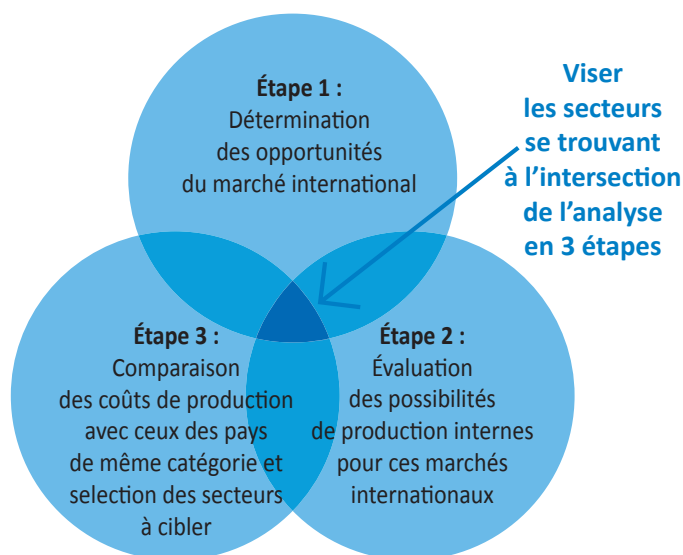 Étape 1 :
Détermination
des opportunités
du marché international
Viser
les secteurs
se trouvant
à l’intersection
de l’analyse
en 3 étapes
Étape 3 :
Comparaison
des coûts de production
avec ceux des pays
de même catégorie et
selection des secteurs
à cibler
Étape 2 :
Évaluation
des possibilités
de production internes
pour ces marchés
internationaux